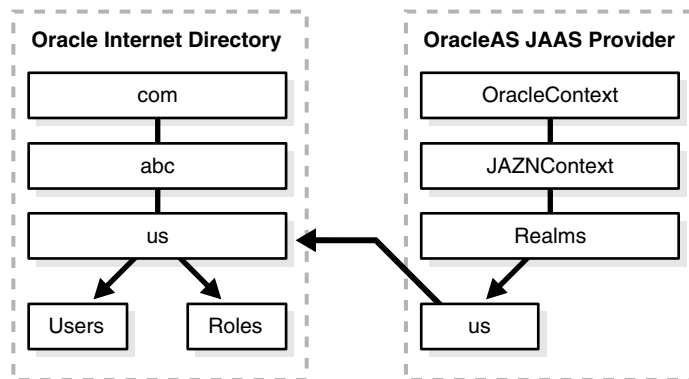 Oracle Internet Directory
com
abc
us
Users
Roles
OracleAS JAAS Provider
OracleContext
JAZNContext
Realms
us